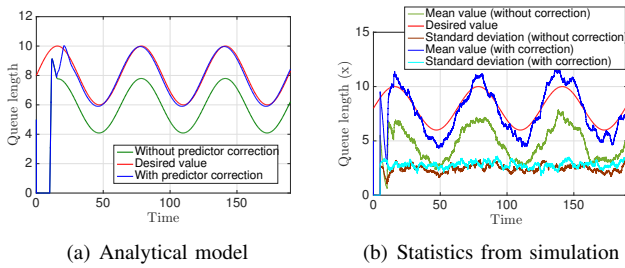 12
10
8
6
4
2
0
0
50
100
150
Queue length
Time
Without predictor correction
Desired value
With predictor correction
(a) Analytical model
Mean value (without correction)
Desired value
Standard deviation (without correction)
Mean value (with correction)
Standard deviation (with correction)
15
10
5
0
0
50
100
150
Queue length (x)
Time
(b) Statistics from simulation